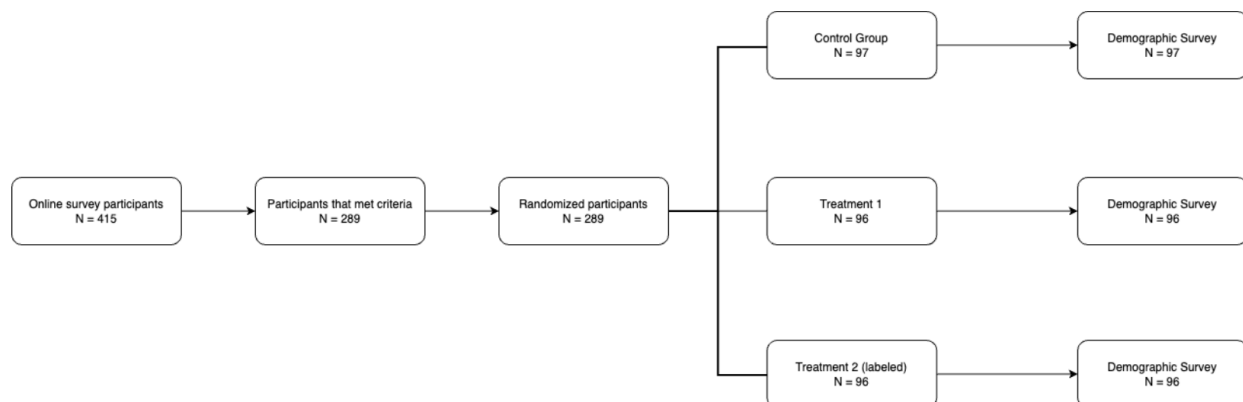 Control Group
N = 97
Demographic Survey
N = 97
Online survey participants
N = 415
Participants that met criteria
N = 289
Randomized participants
N = 289
Treatment 1
N = 96
Demographic Survey
N = 96
Treatment 2 (labeled)
N = 96
Demographic Survey
N = 96